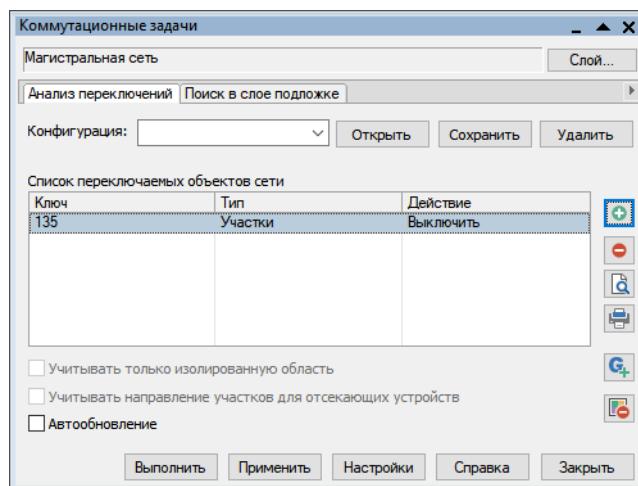 Коммутационные задачи
Магистральная сеть
Слой...
Анализ переключений Поиск в слое подложке
Конфигурация:
Открыть Сохранить Удалить
Список переключаемых объектов сети
Ключ Тип Действие
135 Участки Выключить
Учитывать только изолированную область
Учитывать направление участков для отсекающих устройств
Автообновление
Выполнить Применить Настройки Справка Закрыть